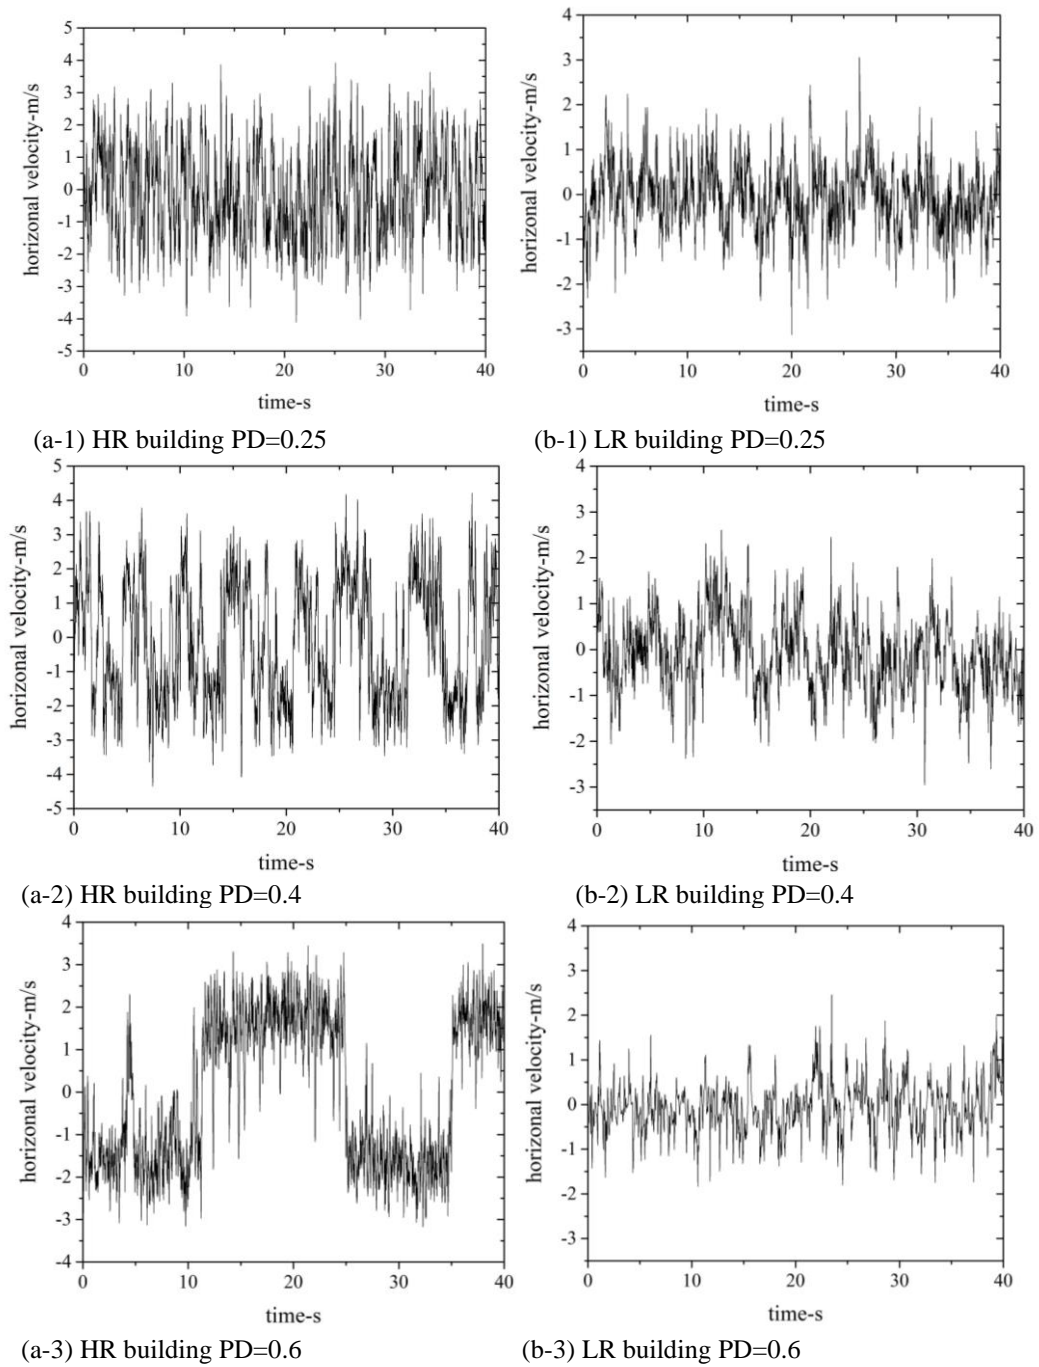 5
4
3
2
1
0
-1
-2
-3
-4
-5
0 10 20 30 40
horizonal velocity-m/s
time-s
4
3
2
1
0
-1
-2
-3
0 10 20 30 40
horizonal velocity-m/s
time-s
(a-1) HR building PD=0.25
(b-1) LR building PD=0.25
5
4
3
2
1
0
-1
-2
-3
-4
-5
0 10 20 30 40
horizonal velocity-m/s
time-s
4
3
2
1
0
-1
-2
-3
0 10 20 30 40
horizonal velocity-m/s
time-s
(a-2) HR building PD=0.4
(b-2) LR building PD=0.4
4
3
2
1
0
-1
-2
-3
-4
0 10 20 30 40
horizonal velocity-m/s
time-s
4
3
2
1
0
-1
-2
-3
0 10 20 30 40
horizonal velocity-m/s
time-s
(a-3) HR building PD=0.6
(b-3) LR building PD=0.6